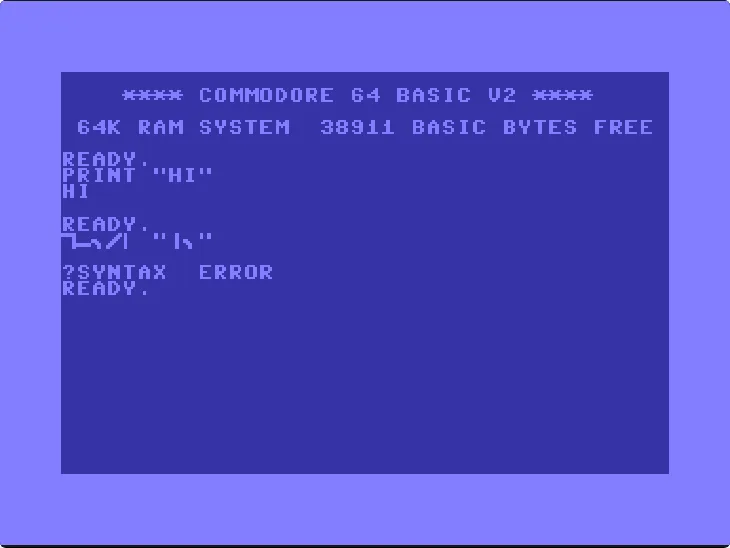 **** COMMODORE 64 BASIC V2 ****
64K RAM SYSTEM  38911 BASIC BYTES FREE
READY.
PRINT "HI"
HI
READY.
?SYNTAX  ERROR
READY.